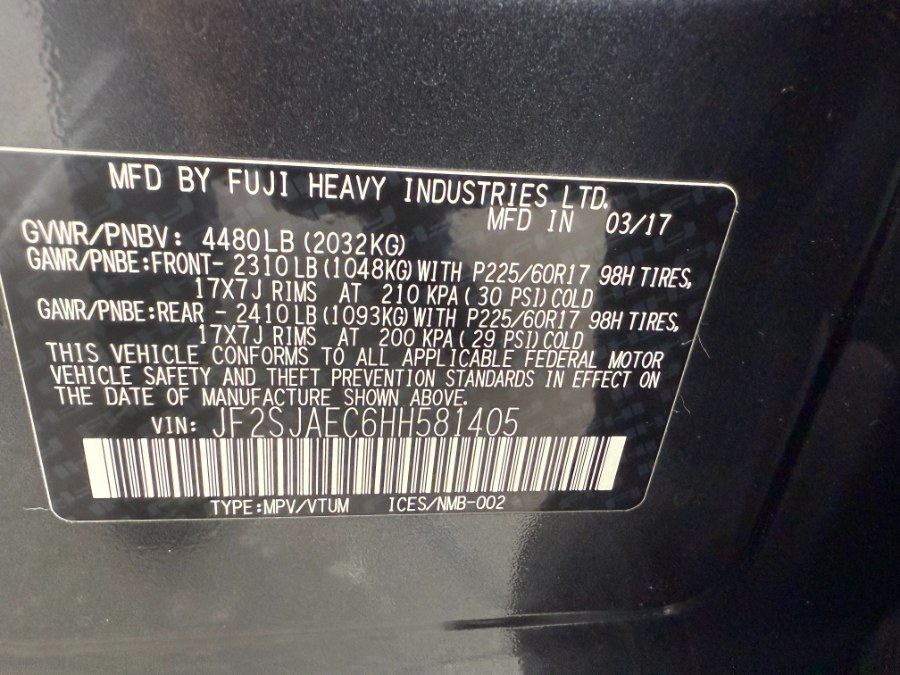 MFD BY FUJI HEAVY INDUSTRIES LTD.
MFD IN 03/17
GVWR/PNBV: 4480LB (2032KG)
GAWR/PNBE:FRONT- 2310LB (1048KG) WITH P225/60R17 98H TIRES,
17X7J RIMS AT 210 KPA ( 30 PSI) COLD
GAWR/PNBE:REAR - 2410LB (1093KG) WITH P225/60R17 98H TIRES,
17X7J RIMS AT 200 KPA ( 29 PSI) COLD
THIS VEHICLE CONFORMS TO ALL APPLICABLE FEDERAL MOTOR
VEHICLE SAFETY AND THEFT PREVENTION STANDARDS IN EFFECT ON
THE DATE OF MANUFACTURE SHOWN ABOVE.
VIN: JF2SJAEC6HH581405
TYPE:MPV/VTUM ICES/NMB-002